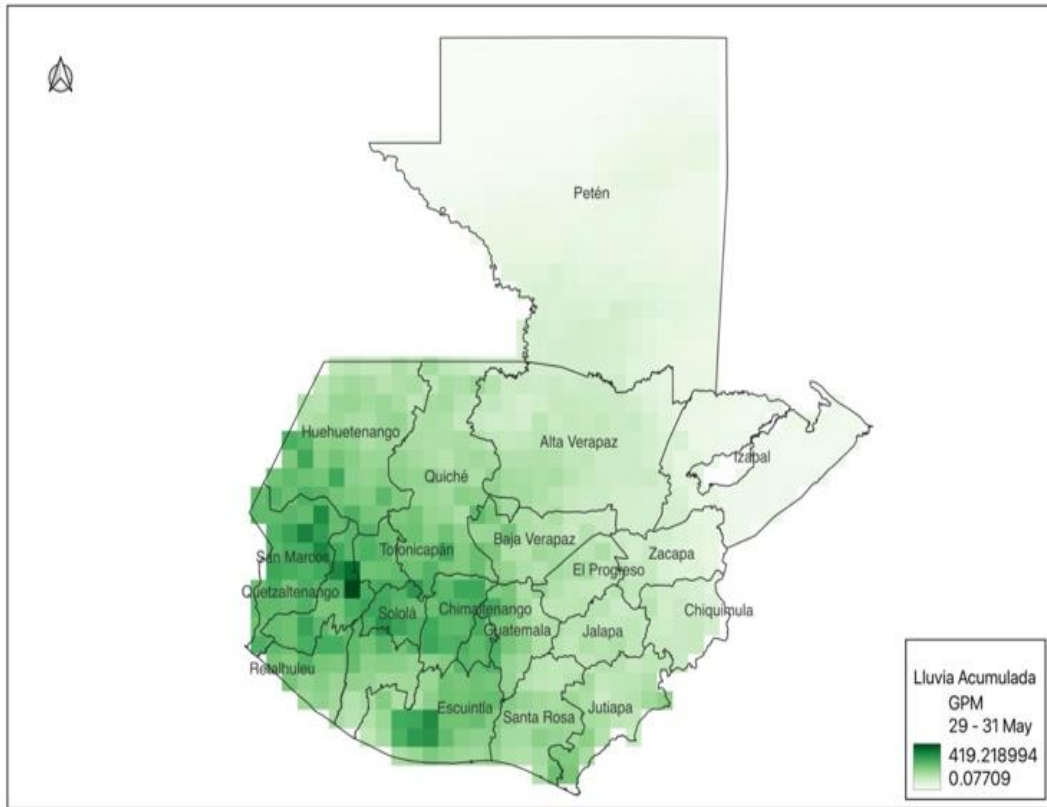 Petén
Huehuetenango
Alta Verapaz
Izabal
Quiché
San Marcos
Totonicapán
Baja Verapaz
Zacapa
El Progreso
Quetzaltenango
Sololá
Chimaltenango
Guatemala
Jalapa
Chiquimula
Retalhuleu
Escuintla
Santa Rosa
Jutiapa
Lluvia Acumulada
GPM
29 - 31 May
419.218994
0.07709